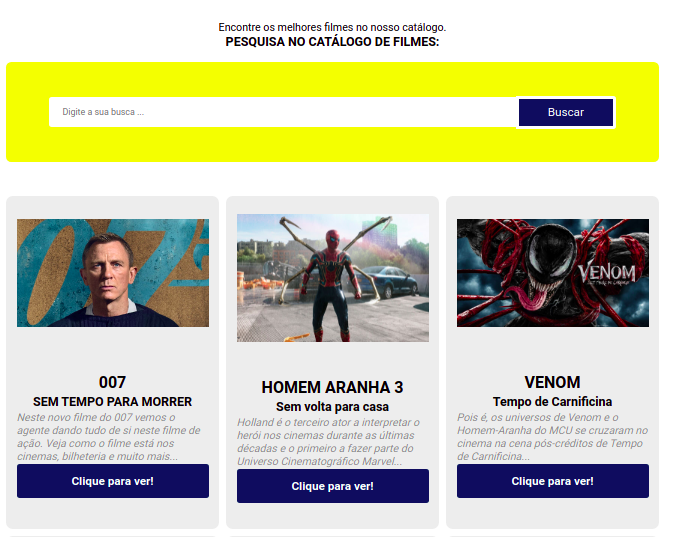 Encontre os melhores filmes no nosso catálogo.
PESQUISA NO CATÁLOGO DE FILMES:
Digite a sua busca ...
Buscar
007
007
SEM TEMPO PARA MORRER
Neste novo filme do 007 vemos o
agente dando tudo de si neste filme de
ação. Veja como o filme está nos
cinemas, bilheteria e muito mais...
Clique para ver!
HOMEM ARANHA 3
Sem volta para casa
Holland é o terceiro ator a interpretar o
herói nos cinemas durante as últimas
décadas e o primeiro a fazer parte do
Universo Cinematográfico Marvel...
Clique para ver!
VENOM
VENOM
Tempo de Carnificina
Pois é, os universos de Venom e o
Homem-Aranha do MCU se cruzaram no
cinema na cena pós-créditos de Tempo
de Carnificina...
Clique para ver!